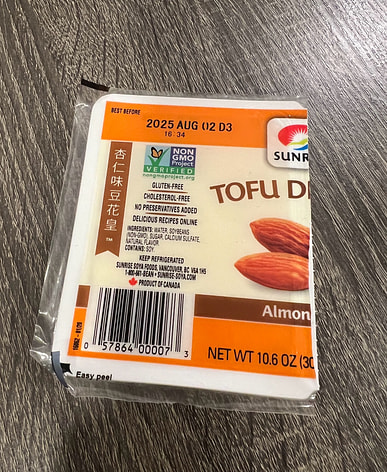 BEST BEFORE
2025 AUG 02 D3
16:34
杏仁味豆花皇
TM
NON
GMO
Project
VERIFIED
nongmoproject.org
GLUTEN-FREE
CHOLESTEROL-FREE
NO PRESERVATIVES ADDED
DELICIOUS RECIPES ONLINE
INGREDIENTS: WATER, SOYBEANS
(NON-GMO), SUGAR, CALCIUM SULFATE,
NATURAL FLAVOR.
CONTAINS: SOY
KEEP REFRIGERATED
SUNRISE SOYA FOODS, VANCOUVER, BC V6A 1H5
1-800-661-BEAN • SUNRISE-SOYA.COM
PRODUCT OF CANADA
SUNR
TOFU D
Almon
0 57864 00007 3
NET WT 10.6 OZ (30
Easy peel